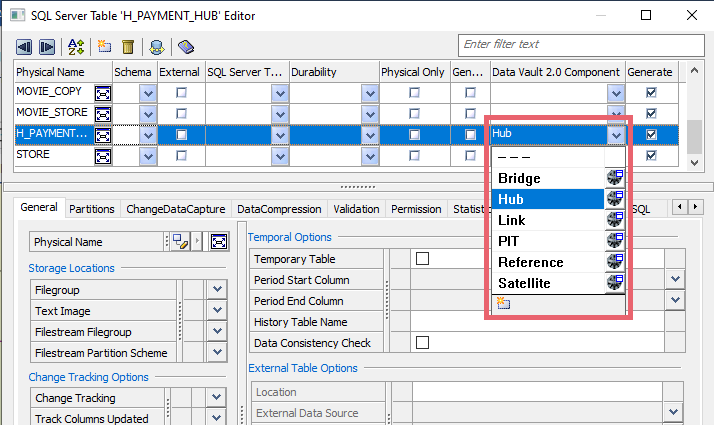 SQL Server Table 'H_PAYMENT_HUB' Editor
Enter filter text
Physical Name Schema External SQL Server T... Durability Physical Only Gen... Data Vault 2.0 Component Generate
MOVIE_COPY
MOVIE_STORE
H_PAYMENT... Hub
STORE
– – –
Bridge
Hub
Link
PIT
Reference
Satellite
General Partitions ChangeDataCapture DataCompression Validation Permission Statist SQL
Physical Name
Storage Locations
Filegroup
Text Image
Filestream Filegroup
Filestream Partition Scheme
Change Tracking Options
Change Tracking
Track Columns Updated
Temporal Options
Temporary Table
Period Start Column
Period End Column
History Table Name
Data Consistency Check
External Table Options
Location
External Data Source